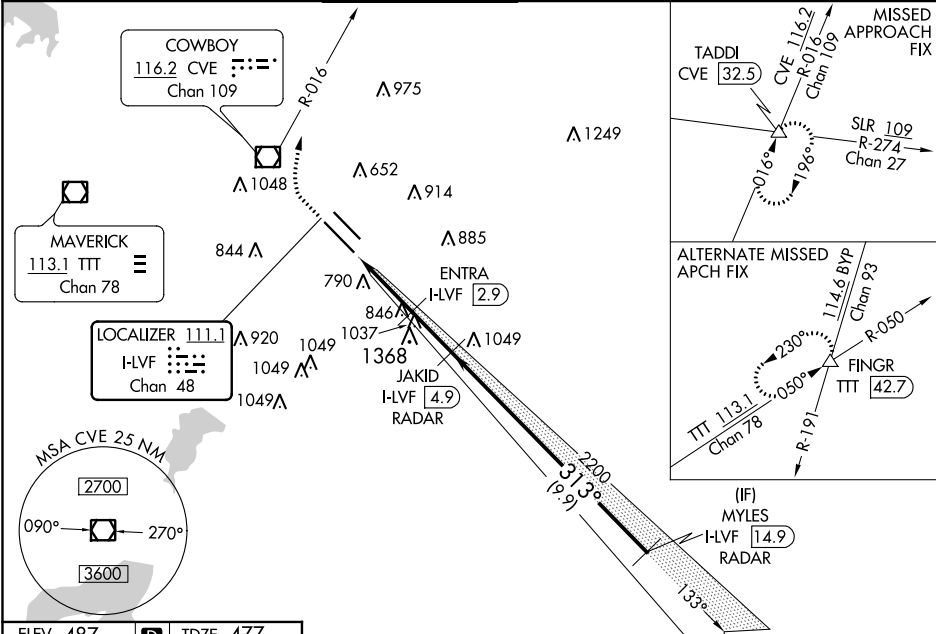 COWBOY
116.2 CVE
Chan 109
R-016
975
1249
652
1048
914
MAVERICK
113.1 TTT
Chan 78
844
885
790
ENTRA
I-LVF 2.9
846
LOCALIZER 111.1
I-LVF
Chan 48
920
1037
1049
1049
1368
1049
JAKID
I-LVF 4.9
RADAR
1049
MSA CVE 25 NM
2700
090°
270°
3600
2200
313°
(9.9)
(IF)
MYLES
I-LVF 14.9
RADAR
133°
MISSED
APPROACH
FIX
TADDI
CVE 32.5
CVE 116.2
R-016
Chan 109
SLR 109
R-274
Chan 27
016°
196°
ALTERNATE MISSED
APCH FIX
114.6 BYP
Chan 93
R-050
230°
050°
FINGR
TTT 42.7
TTT 113.1
Chan 78
R-191
ELEV 487 D TDZE 477